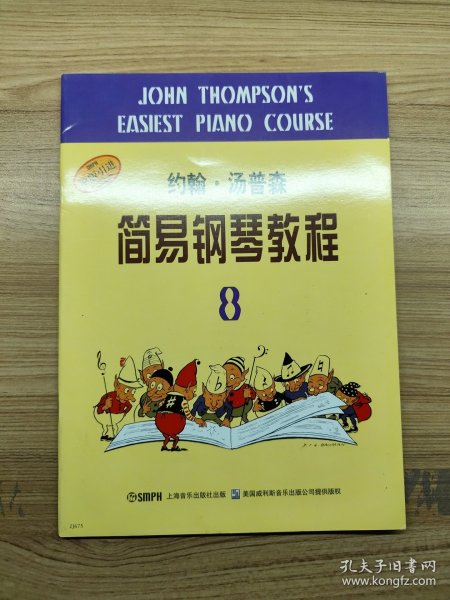 JOHN THOMPSON'S
EASIEST PIANO COURSE
约翰·汤普森
简易钢琴教程
8
SMPH 上海音乐出版社出版 美国威利斯音乐出版公司提供版权
孔夫子旧书网
www.kongfz.com